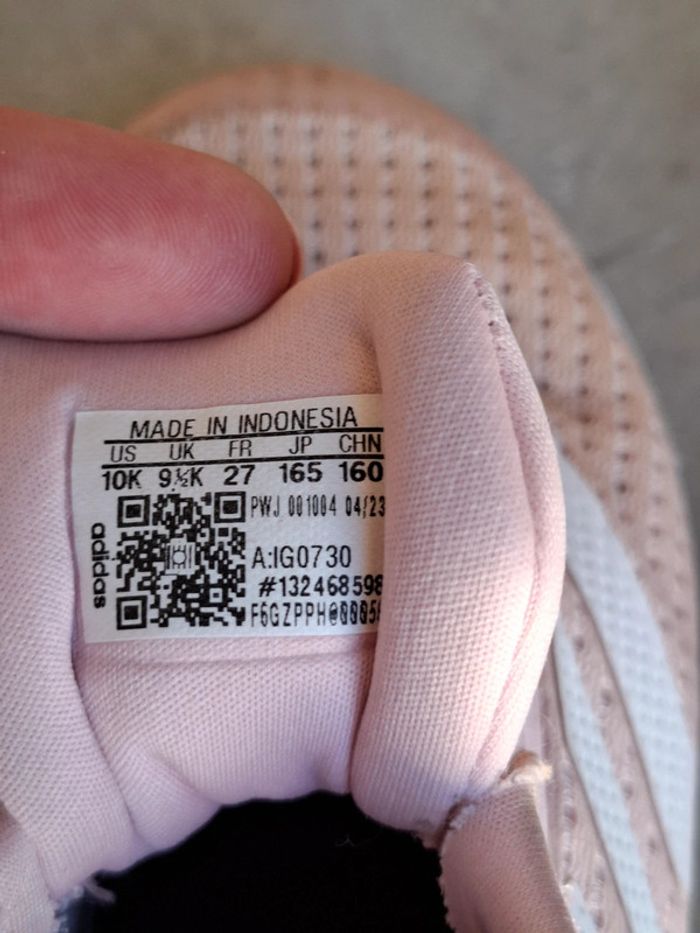 MADE IN INDONESIA
US UK FR JP CHN
10K 9½K 27 165 160
PWJ 001004 04/23
adidas
A:IG0730
#132468598